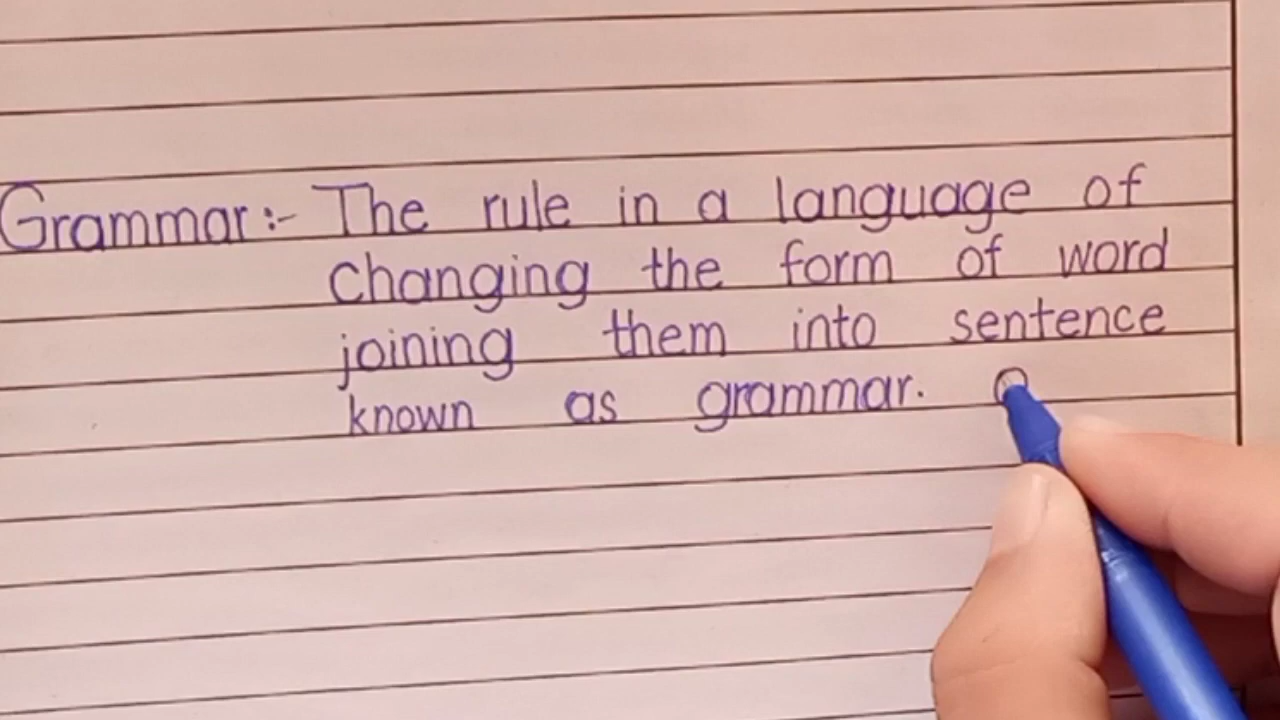 Grammar:- The rule in a language of
changing the form of word
joining them into sentence
known as grammar.